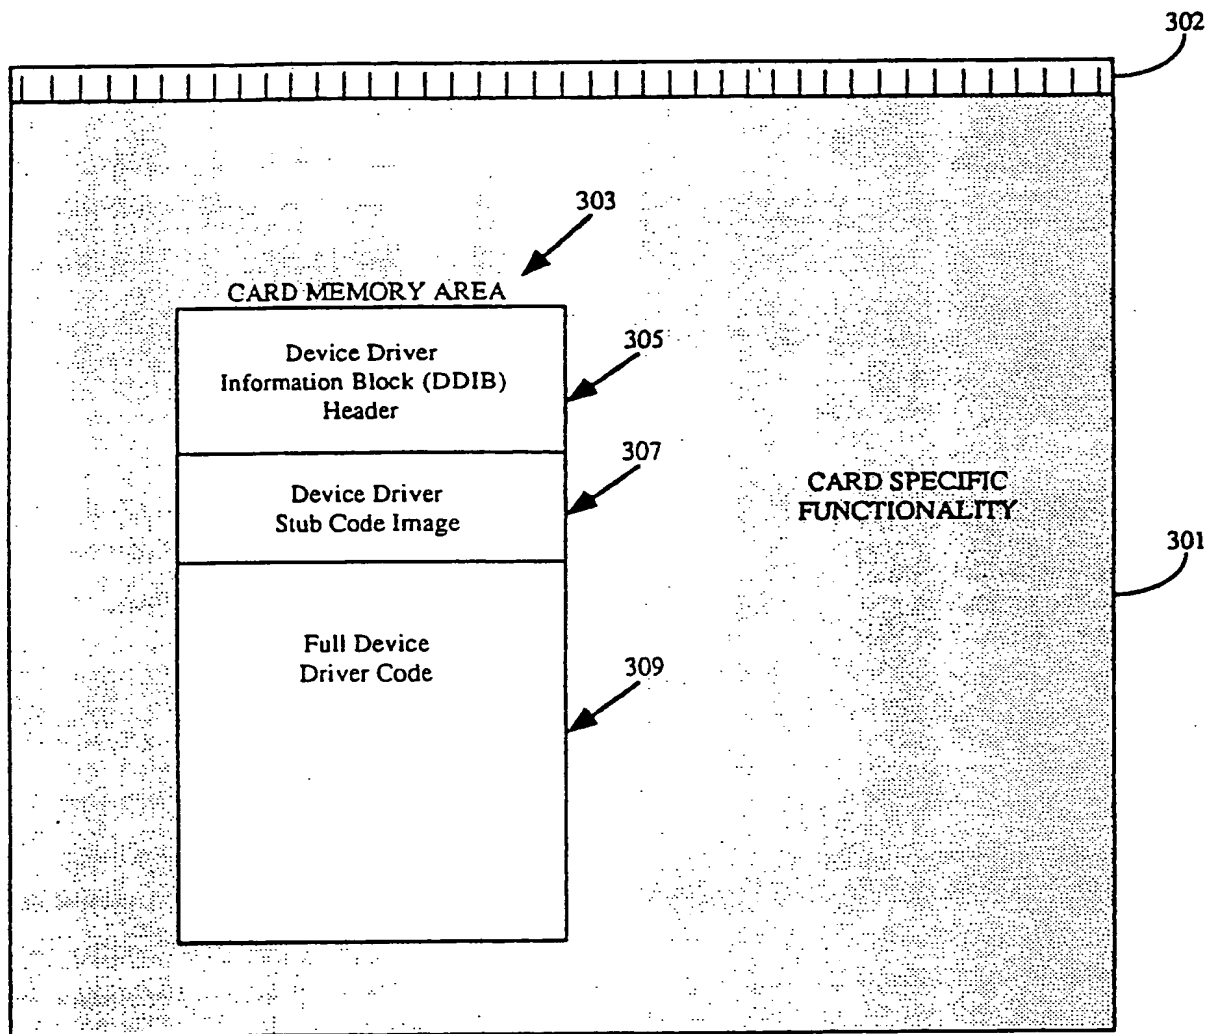 302
303
CARD MEMORY AREA
Device Driver
Information Block (DDIB)
Header
305
Device Driver
Stub Code Image
307
CARD SPECIFIC
FUNCTIONALITY
301
Full Device
Driver Code
309